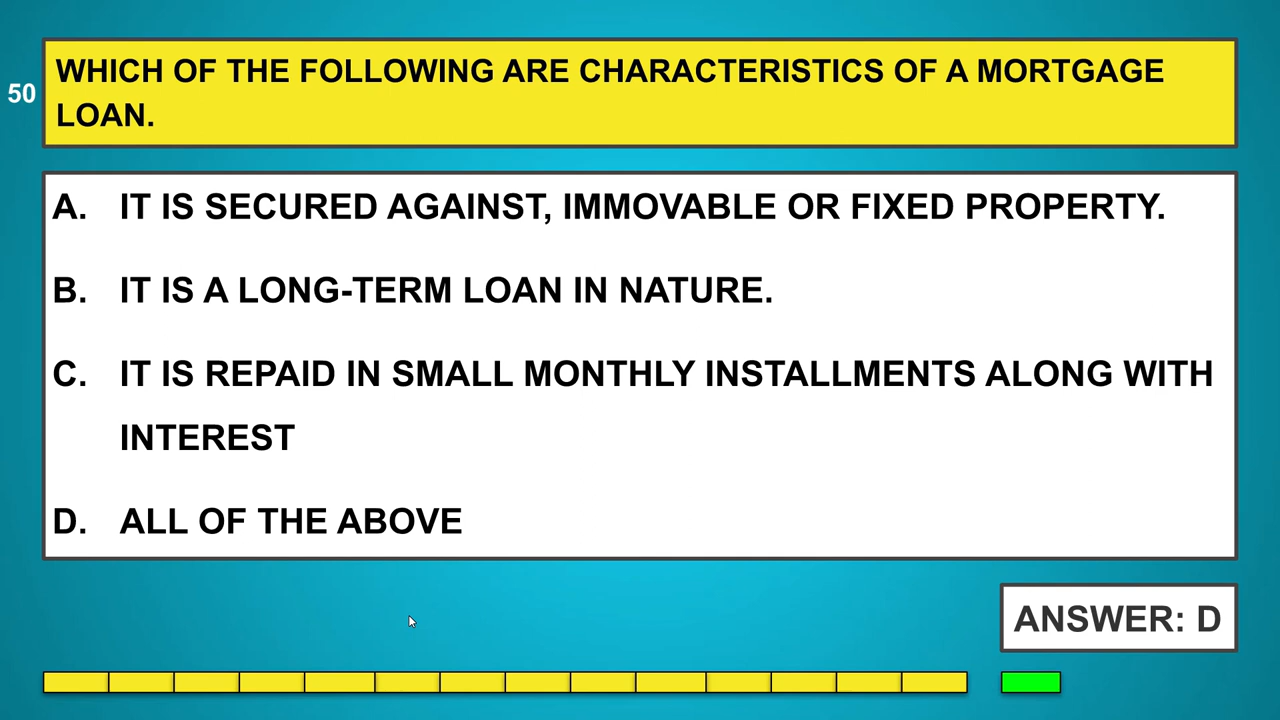 50
WHICH OF THE FOLLOWING ARE CHARACTERISTICS OF A MORTGAGE
LOAN.
A. IT IS SECURED AGAINST, IMMOVABLE OR FIXED PROPERTY.
B. IT IS A LONG-TERM LOAN IN NATURE.
C. IT IS REPAID IN SMALL MONTHLY INSTALLMENTS ALONG WITH
INTEREST
D. ALL OF THE ABOVE
ANSWER: D